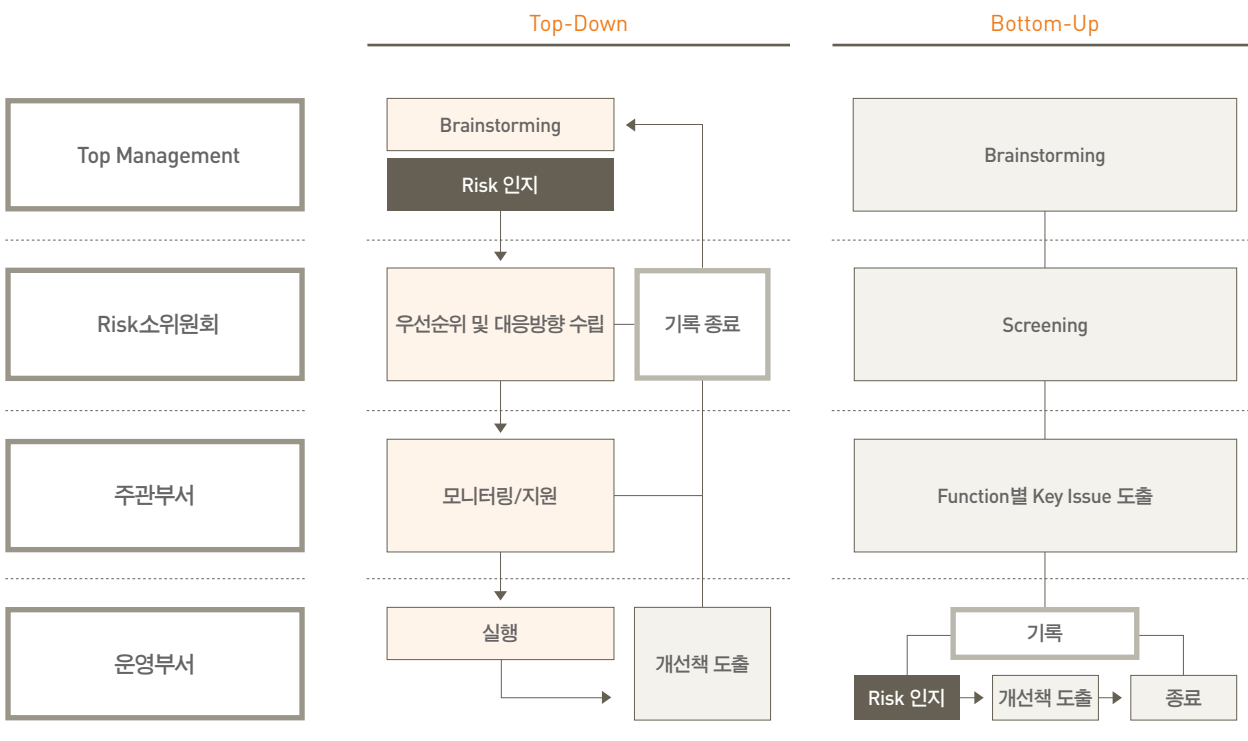 Top-Down
Bottom-Up
Top Management
Brainstorming
Risk 인지
Brainstorming
Risk소위원회
우선순위 및 대응방향 수립
기록 종료
Screening
주관부서
모니터링/지원
Function별 Key Issue 도출
운영부서
실행
개선책 도출
기록
Risk 인지
개선책 도출
종료